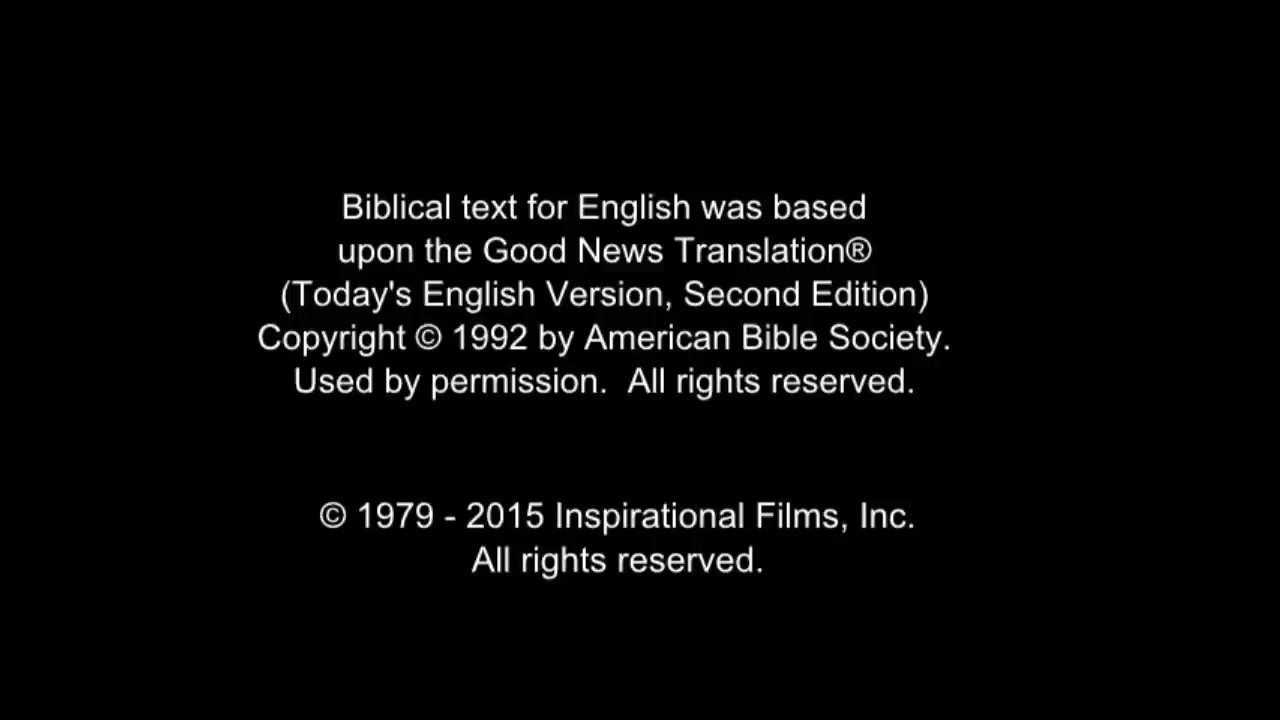 Biblical text for English was based
upon the Good News Translation®
(Today's English Version, Second Edition)
Copyright © 1992 by American Bible Society.
Used by permission.  All rights reserved.
© 1979 - 2015 Inspirational Films, Inc.
All rights reserved.